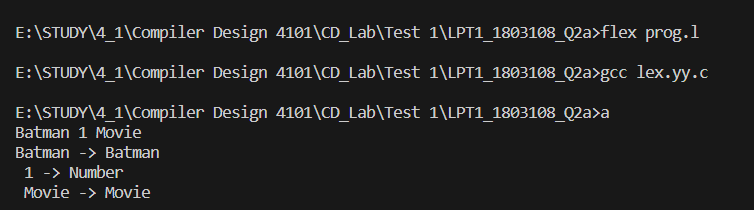 E:\STUDY\4_1\Compiler Design 4101\CD_Lab\Test 1\LPT1_1803108_Q2a>flex prog.l
E:\STUDY\4_1\Compiler Design 4101\CD_Lab\Test 1\LPT1_1803108_Q2a>gcc lex.yy.c
E:\STUDY\4_1\Compiler Design 4101\CD_Lab\Test 1\LPT1_1803108_Q2a>a
Batman 1 Movie
Batman -> Batman
 1 -> Number
 Movie -> Movie